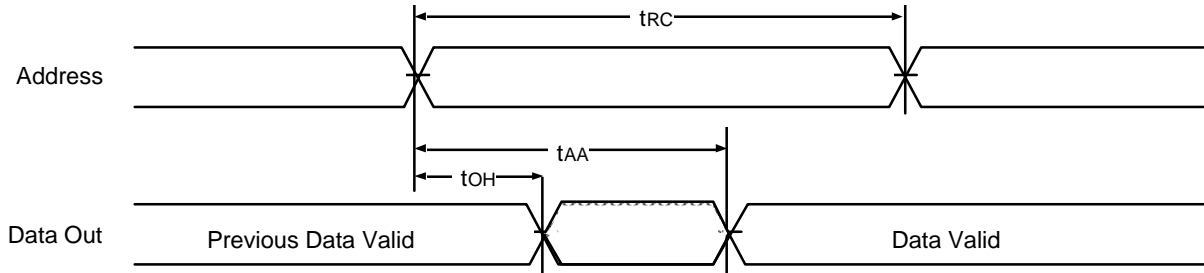 tRC
Address
tAA
tOH
Data Out
Previous Data Valid
Data Valid